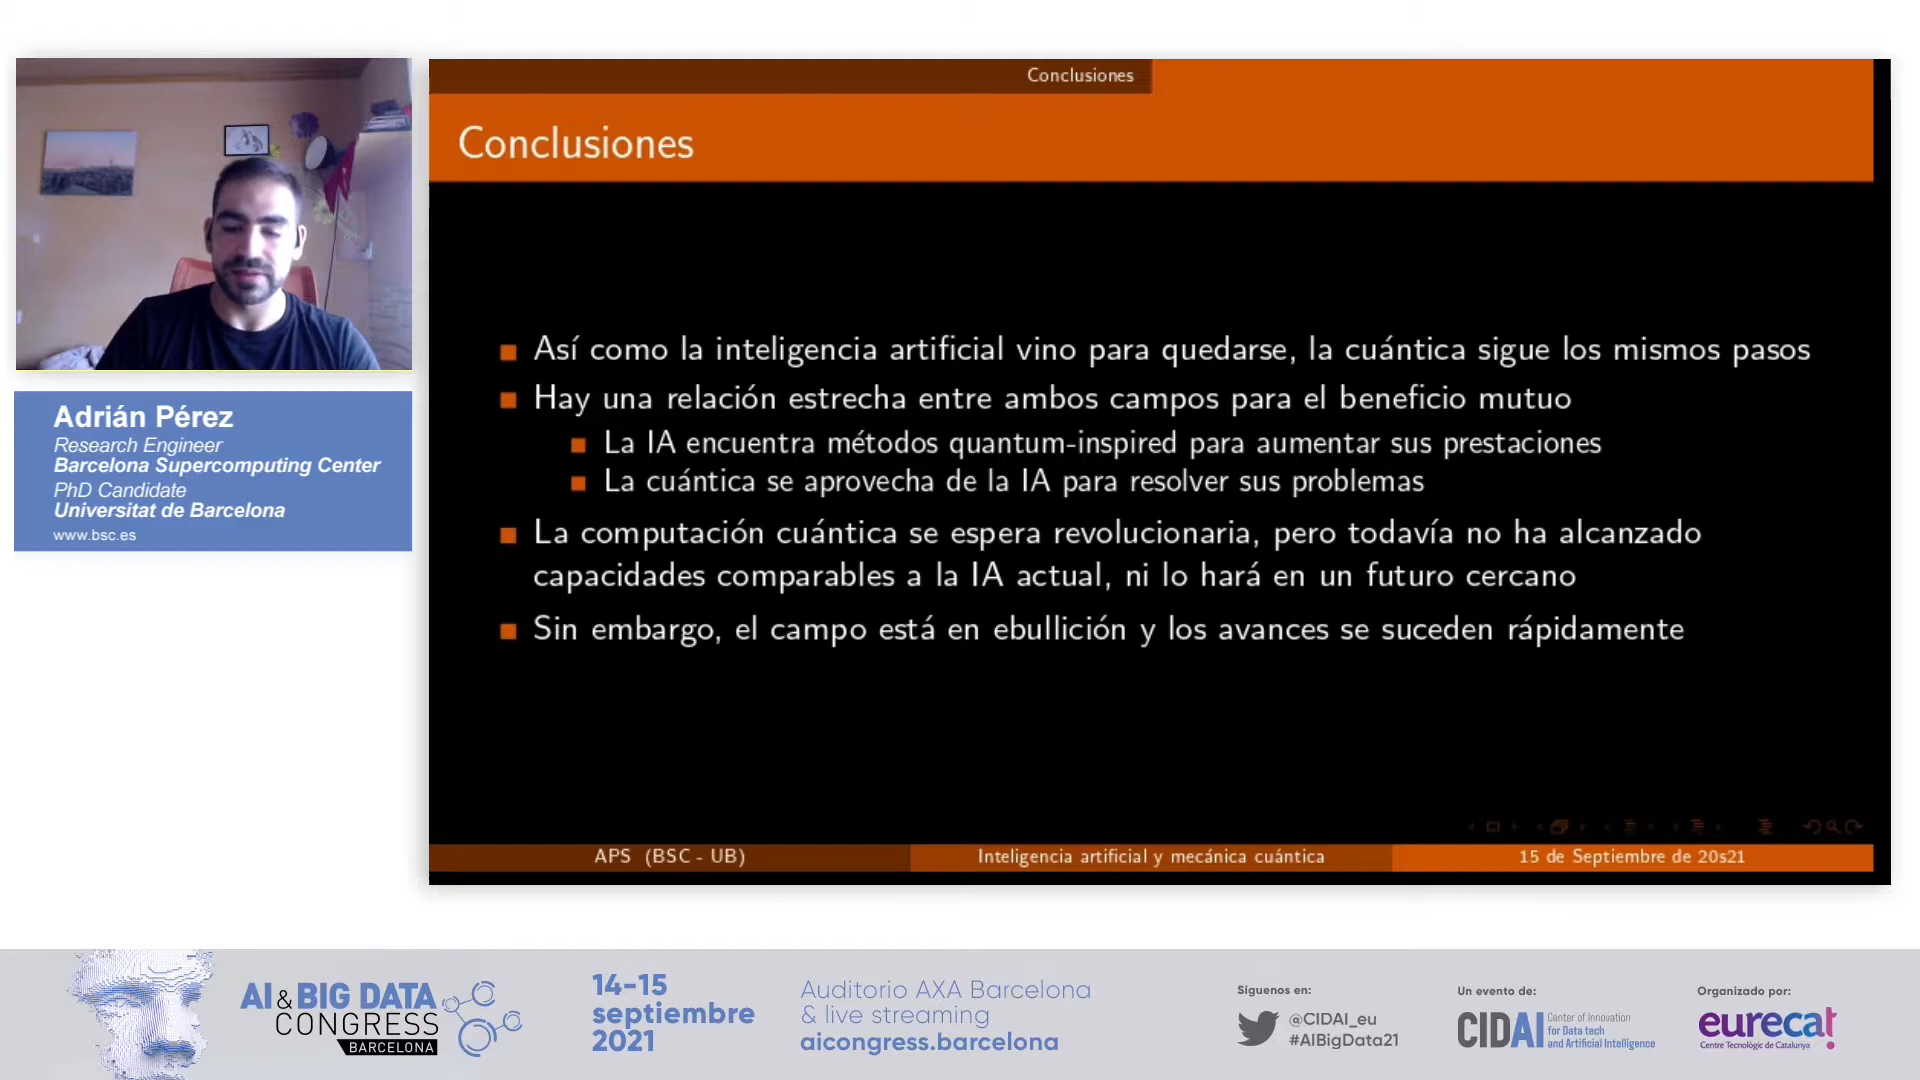 Conclusiones
Conclusiones
Así como la inteligencia artificial vino para quedarse, la cuántica sigue los mismos pasos
Hay una relación estrecha entre ambos campos para el beneficio mutuo
La IA encuentra métodos quantum-inspired para aumentar sus prestaciones
La cuántica se aprovecha de la IA para resolver sus problemas
La computación cuántica se espera revolucionaria, pero todavía no ha alcanzado
capacidades comparables a la IA actual, ni lo hará en un futuro cercano
Sin embargo, el campo está en ebullición y los avances se suceden rápidamente
APS (BSC - UB)
Inteligencia artificial y mecánica cuántica
15 de Septiembre de 20s21
Adrián Pérez
Research Engineer
Barcelona Supercomputing Center
PhD Candidate
Universitat de Barcelona
www.bsc.es
AI & BIG DATA
CONGRESS
BARCELONA
14-15
septiembre
2021
Auditorio AXA Barcelona
& live streaming
aicongress.barcelona
Síguenos en:
@CIDAI_eu
#AIBigData21
Un evento de:
CIDAI
Center of Innovation
for Data tech
and Artificial Intelligence
Organizado por:
eurecat
Centre Tecnològic de Catalunya